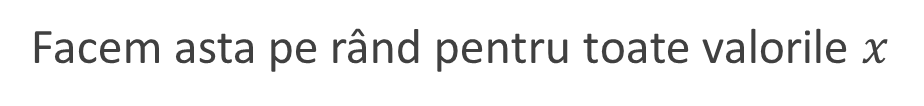 Facem asta pe rând pentru toate valorile x